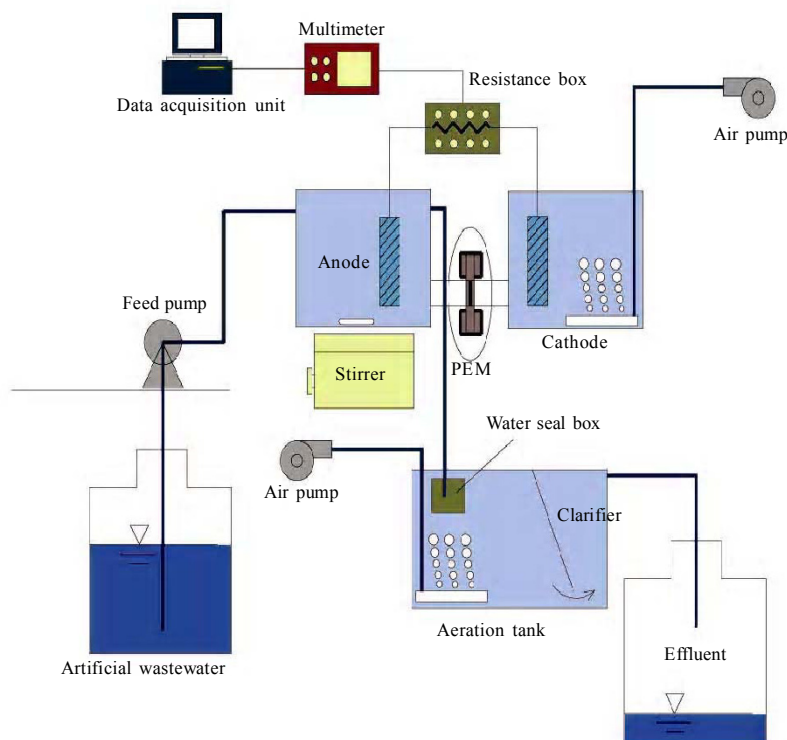 Multimeter
Resistance box
Data acquisition unit
Air pump
Anode
Feed pump
Cathode
PEM
Stirrer
Water seal box
Air pump
Clarifier
Aeration tank
Effluent
Artificial wastewater